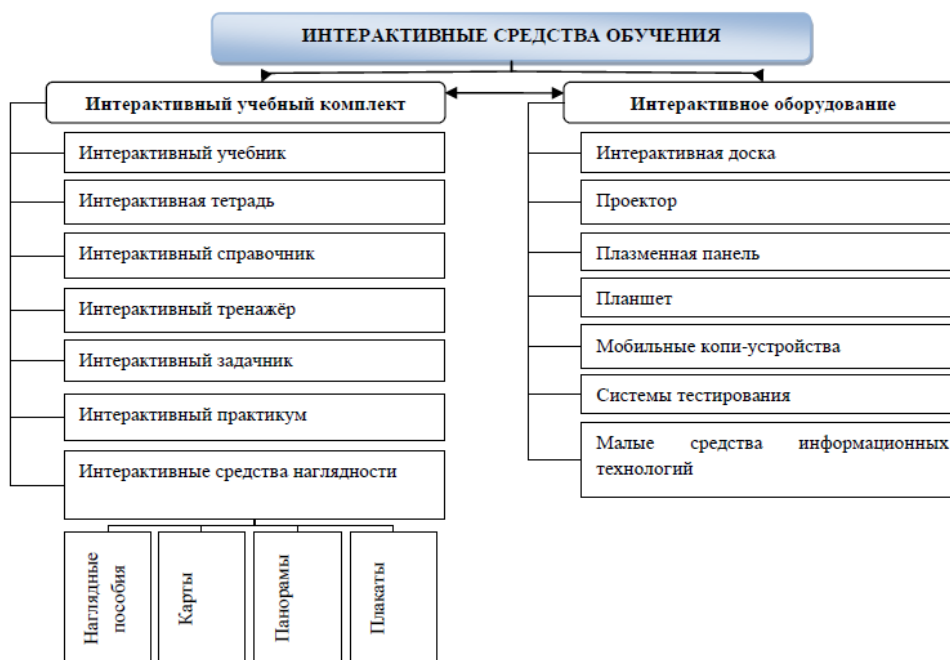 ИНТЕРАКТИВНЫЕ СРЕДСТВА ОБУЧЕНИЯ
Интерактивный учебный комплект
Интерактивный учебник
Интерактивная тетрадь
Интерактивный справочник
Интерактивный тренажёр
Интерактивный задачник
Интерактивный практикум
Интерактивные средства наглядности
Наглядные
пособия
Карты
Панорамы
Плакаты
Интерактивное оборудование
Интерактивная доска
Проектор
Плазменная панель
Планшет
Мобильные копи-устройства
Системы тестирования
Малые средства информационных
технологий